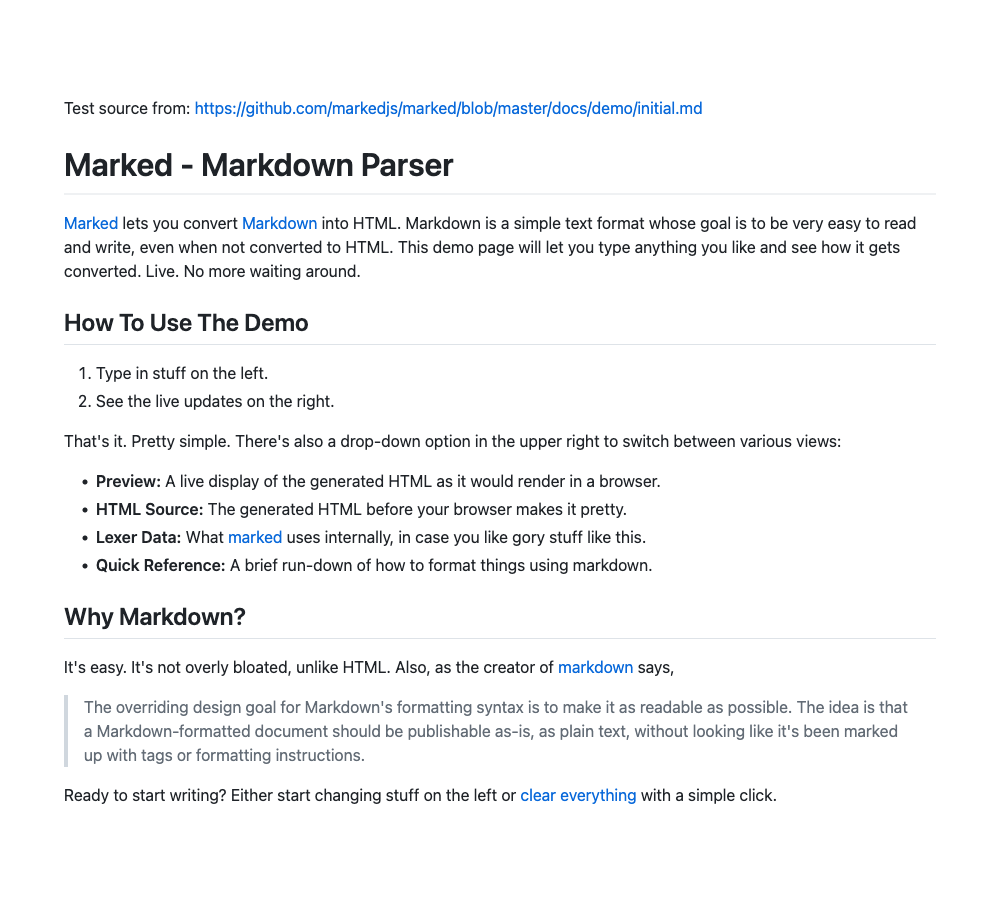 Test source from: https://github.com/markedjs/marked/blob/master/docs/demo/initial.md
Marked - Markdown Parser
Marked lets you convert Markdown into HTML. Markdown is a simple text format whose goal is to be very easy to read
and write, even when not converted to HTML. This demo page will let you type anything you like and see how it gets
converted. Live. No more waiting around.
How To Use The Demo
1. Type in stuff on the left.
2. See the live updates on the right.
That's it. Pretty simple. There's also a drop-down option in the upper right to switch between various views:
• Preview: A live display of the generated HTML as it would render in a browser.
• HTML Source: The generated HTML before your browser makes it pretty.
• Lexer Data: What marked uses internally, in case you like gory stuff like this.
• Quick Reference: A brief run-down of how to format things using markdown.
Why Markdown?
It's easy. It's not overly bloated, unlike HTML. Also, as the creator of markdown says,
The overriding design goal for Markdown's formatting syntax is to make it as readable as possible. The idea is that
a Markdown-formatted document should be publishable as-is, as plain text, without looking like it's been marked
up with tags or formatting instructions.
Ready to start writing? Either start changing stuff on the left or clear everything with a simple click.